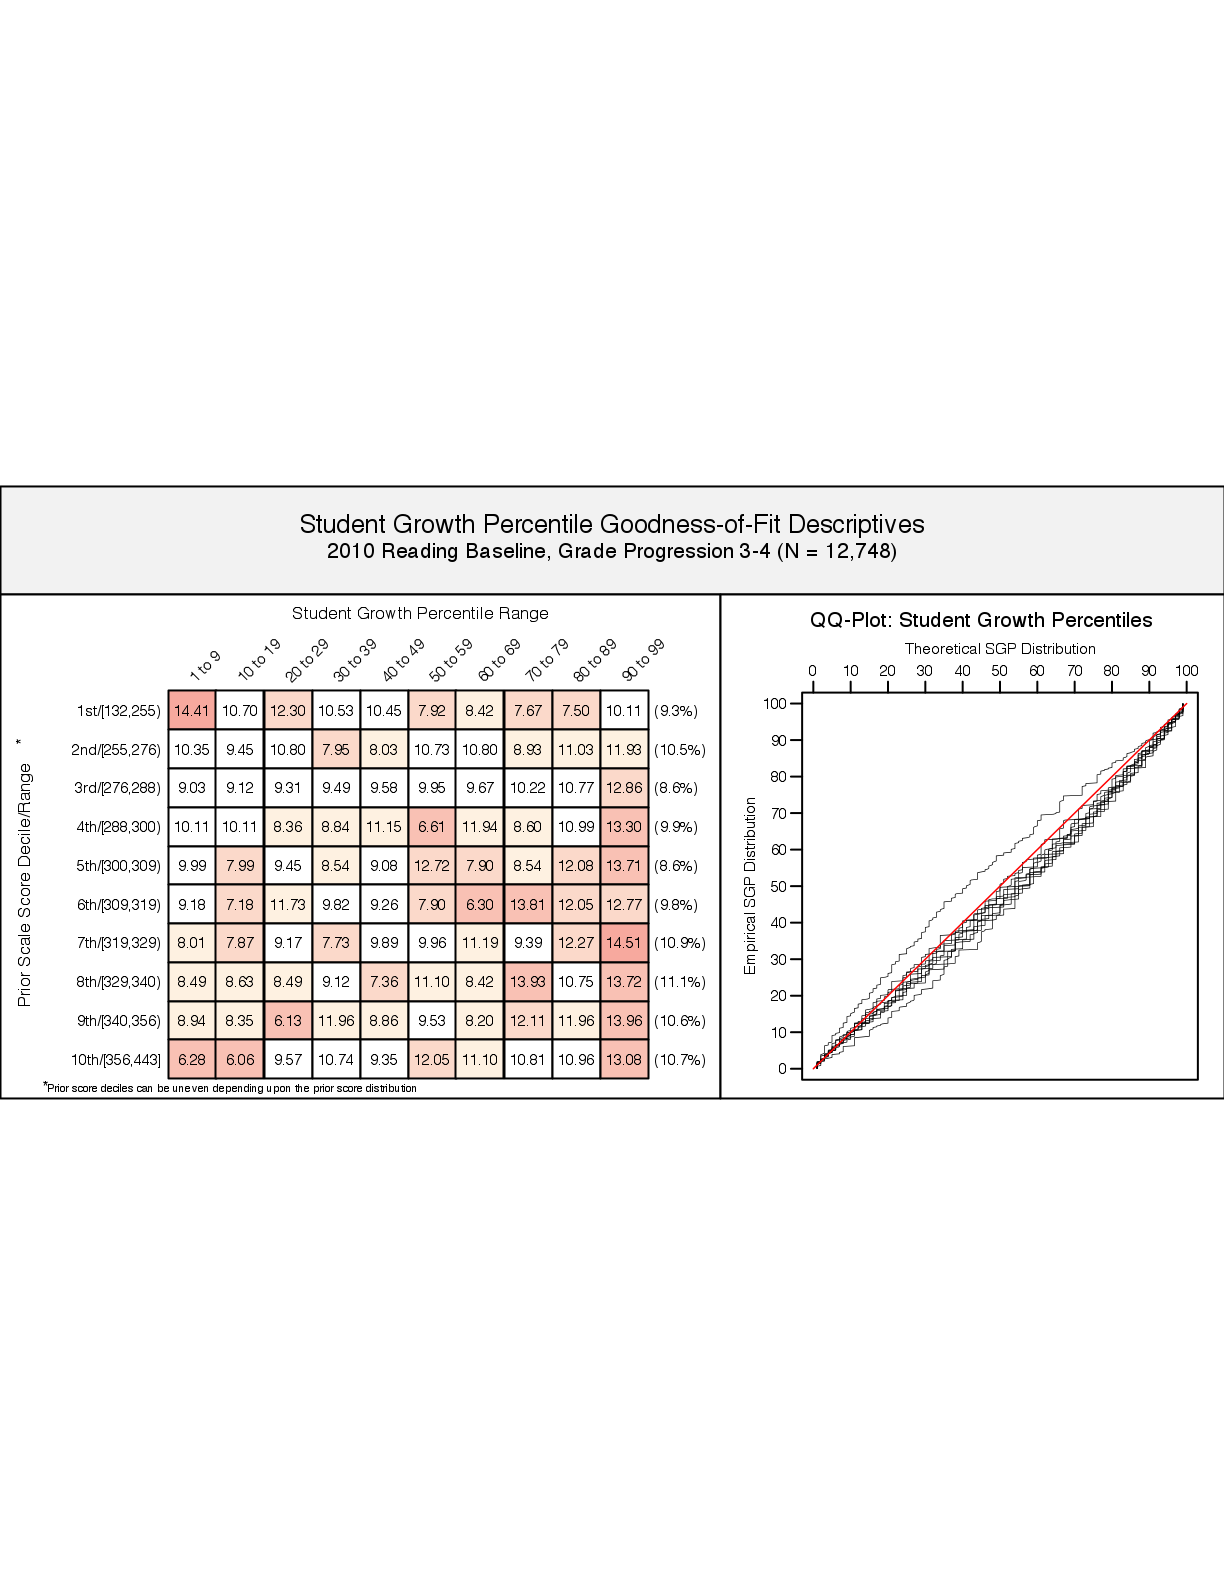 Student Growth Percentile Goodness-of-Fit Descriptives
2010 Reading Baseline, Grade Progression 3-4 (N = 12,748)
Student Growth Percentile Range
1 to 9 10 to 19 20 to 29 30 to 39 40 to 49 50 to 59 60 to 69 70 to 79 80 to 89 90 to 99
Prior Scale Score Decile/Range *
1st/[132,255) 14.41 10.70 12.30 10.53 10.45 7.92 8.42 7.67 7.50 10.11 (9.3%)
2nd/[255,276) 10.35 9.45 10.80 7.95 8.03 10.73 10.80 8.93 11.03 11.93 (10.5%)
3rd/[276,288) 9.03 9.12 9.31 9.49 9.58 9.95 9.67 10.22 10.77 12.86 (8.6%)
4th/[288,300) 10.11 10.11 8.36 8.84 11.15 6.61 11.94 8.60 10.99 13.30 (9.9%)
5th/[300,309) 9.99 7.99 9.45 8.54 9.08 12.72 7.90 8.54 12.08 13.71 (8.6%)
6th/[309,319) 9.18 7.18 11.73 9.82 9.26 7.90 6.30 13.81 12.05 12.77 (9.8%)
7th/[319,329) 8.01 7.87 9.17 7.73 9.89 9.96 11.19 9.39 12.27 14.51 (10.9%)
8th/[329,340) 8.49 8.63 8.49 9.12 7.36 11.10 8.42 13.93 10.75 13.72 (11.1%)
9th/[340,356) 8.94 8.35 6.13 11.96 8.86 9.53 8.20 12.11 11.96 13.96 (10.6%)
10th/[356,443] 6.28 6.06 9.57 10.74 9.35 12.05 11.10 10.81 10.96 13.08 (10.7%)
*Prior score deciles can be uneven depending upon the prior score distribution
QQ-Plot: Student Growth Percentiles
Theoretical SGP Distribution
0 10 20 30 40 50 60 70 80 90 100
Empirical SGP Distribution
100
90
80
70
60
50
40
30
20
10
0